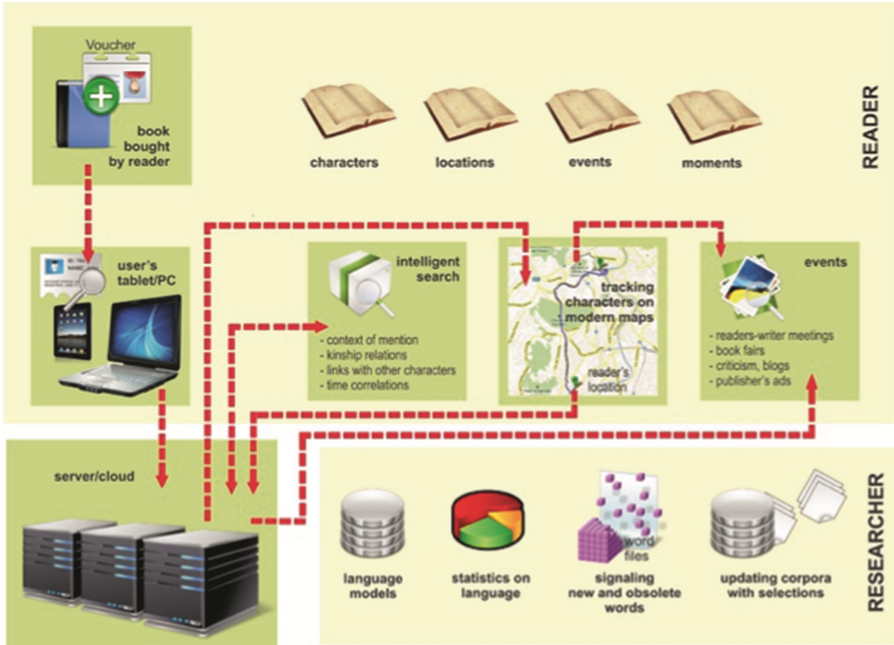 Voucher
book
bought
by reader
characters
locations
events
moments
READER
user's
tablet/PC
intelligent
search
- context of mention
- kinship relations
- links with other characters
- time correlations
tracking
characters on
modern maps
reader's
location
events
- readers-writer meetings
- book fairs
- criticism, blogs
- publisher's ads
server/cloud
language
models
statistics on
language
word
files
signaling
new and obsolete
words
updating corpora
with selections
RESEARCHER